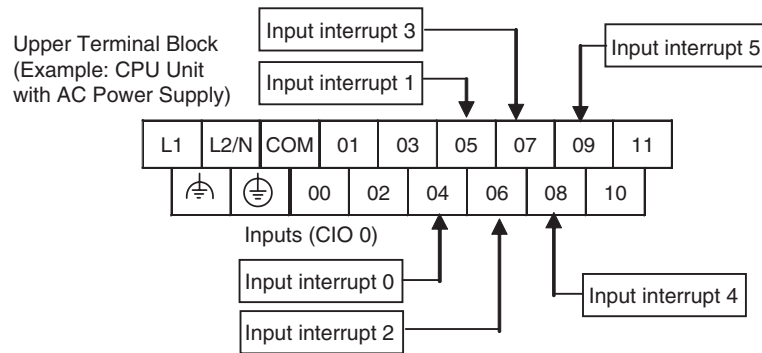 Upper Terminal Block
(Example: CPU Unit
with AC Power Supply)
Input interrupt 3
Input interrupt 1
Input interrupt 5
L1 L2/N COM 01 03 05 07 09 11
00 02 04 06 08 10
Inputs (CIO 0)
Input interrupt 0
Input interrupt 2
Input interrupt 4